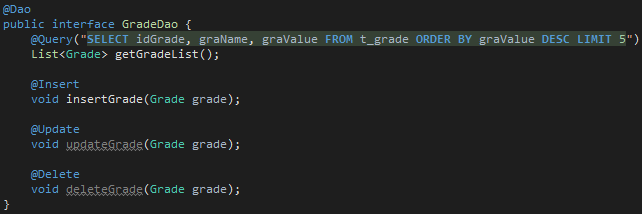 @Dao
public interface GradeDao {
@Query("SELECT idGrade, graName, graValue FROM t_grade ORDER BY graValue DESC LIMIT 5")
List<Grade> getGradeList();
@Insert
void insertGrade(Grade grade);
@Update
void updateGrade(Grade grade);
@Delete
void deleteGrade(Grade grade);
}